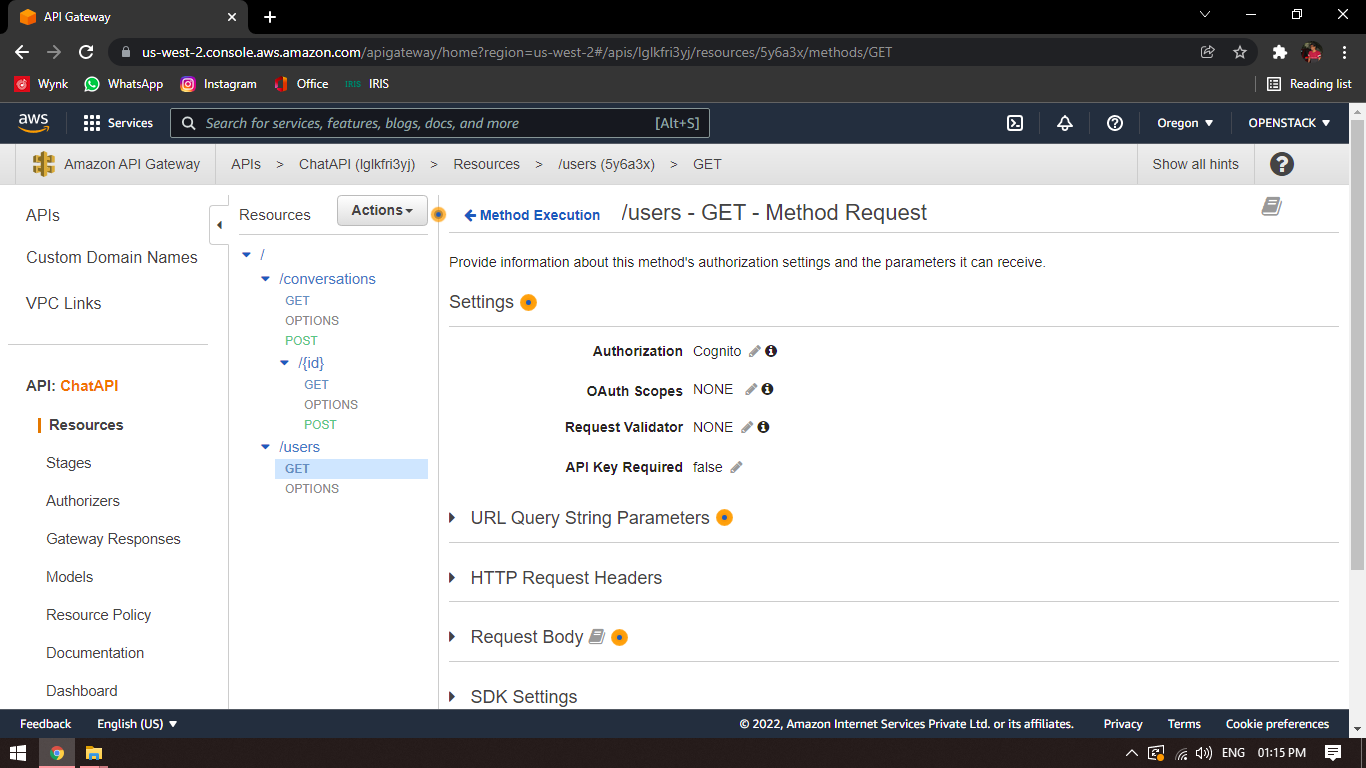 API Gateway
us-west-2.console.aws.amazon.com/apigateway/home?region=us-west-2#/apis/lglkfri3yj/resources/5y6a3x/methods/GET
Wynk WhatsApp Instagram Office IRIS IRIS Reading list
aws Services Search for services, features, blogs, docs, and more [Alt+S] Oregon OPENSTACK
Amazon API Gateway APIs > ChatAPI (lglkfri3yj) > Resources > /users (5y6a3x) > GET Show all hints ?
APIs
Custom Domain Names
VPC Links
API: ChatAPI
Resources
Stages
Authorizers
Gateway Responses
Models
Resource Policy
Documentation
Dashboard
Resources Actions
/
/conversations
GET
OPTIONS
POST
/{id}
GET
OPTIONS
POST
/users
GET
OPTIONS
Method Execution /users - GET - Method Request
Provide information about this method's authorization settings and the parameters it can receive.
Settings
Authorization Cognito
OAuth Scopes NONE
Request Validator NONE
API Key Required false
URL Query String Parameters
HTTP Request Headers
Request Body
SDK Settings
Feedback English (US) © 2022, Amazon Internet Services Private Ltd. or its affiliates. Privacy Terms Cookie preferences
ENG 01:15 PM